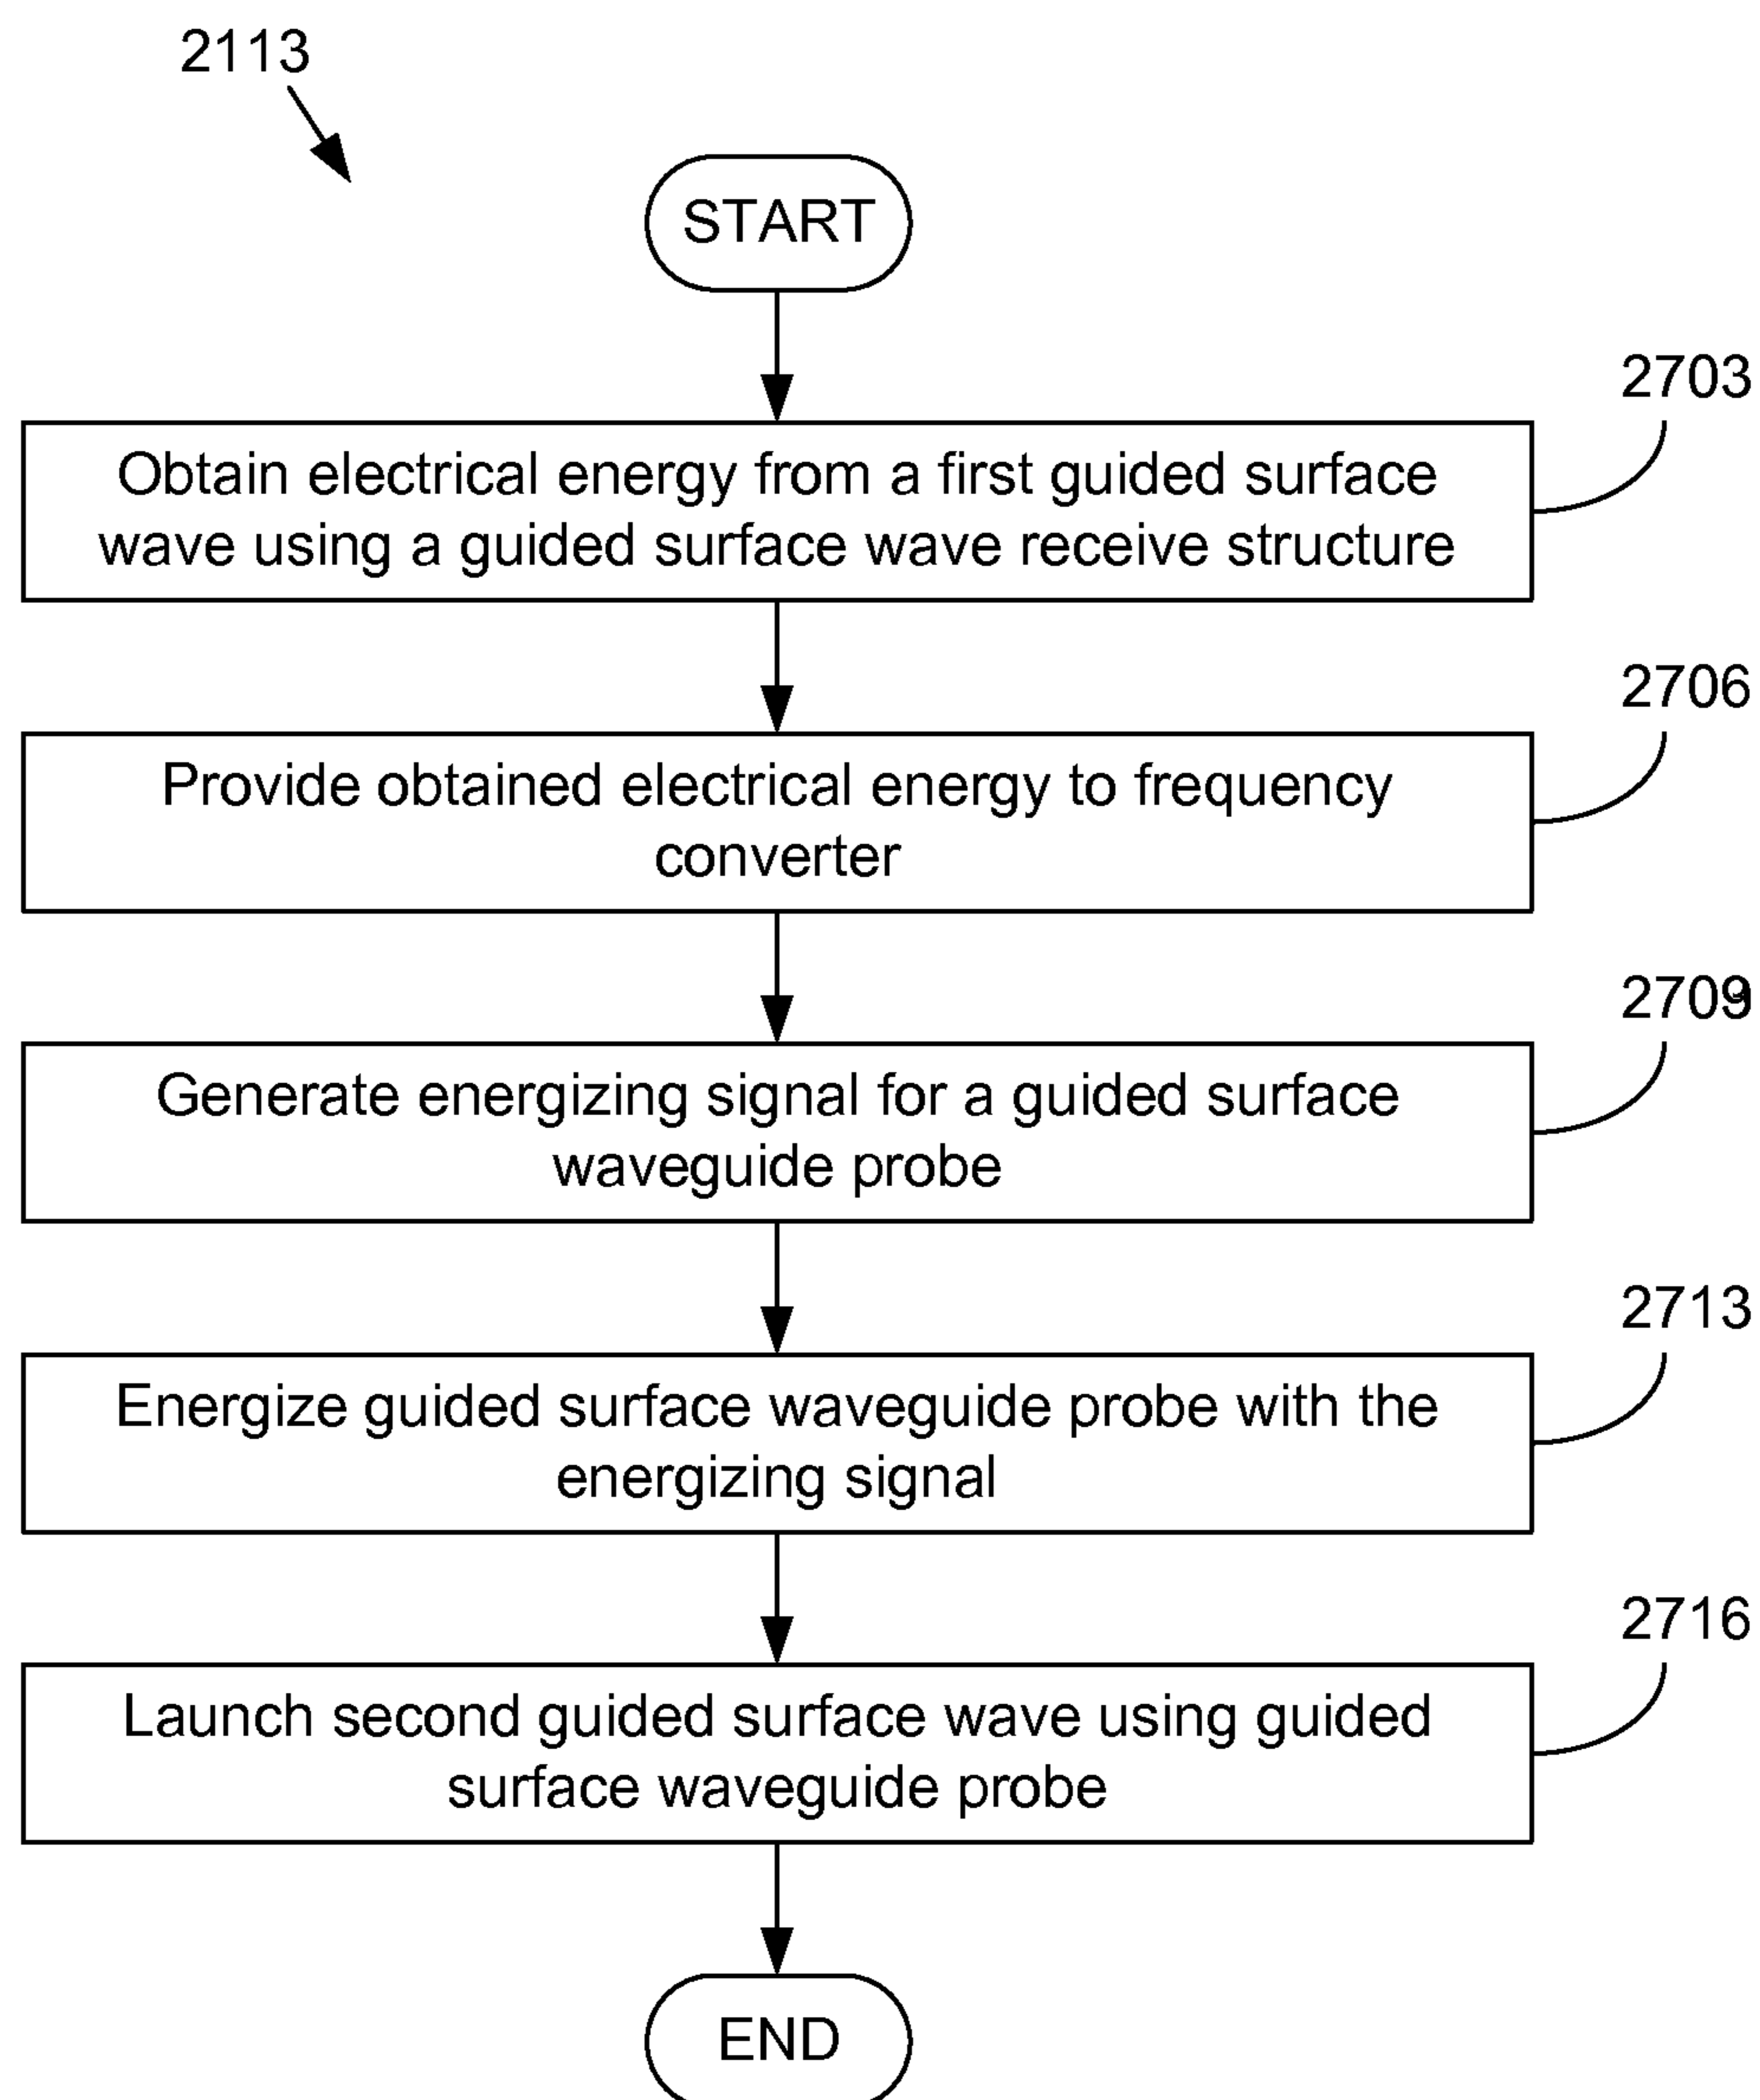 2113
START
2703
Obtain electrical energy from a first guided surface
wave using a guided surface wave receive structure
2706
Provide obtained electrical energy to frequency
converter
2709
Generate energizing signal for a guided surface
waveguide probe
2713
Energize guided surface waveguide probe with the
energizing signal
2716
Launch second guided surface wave using guided
surface waveguide probe
END